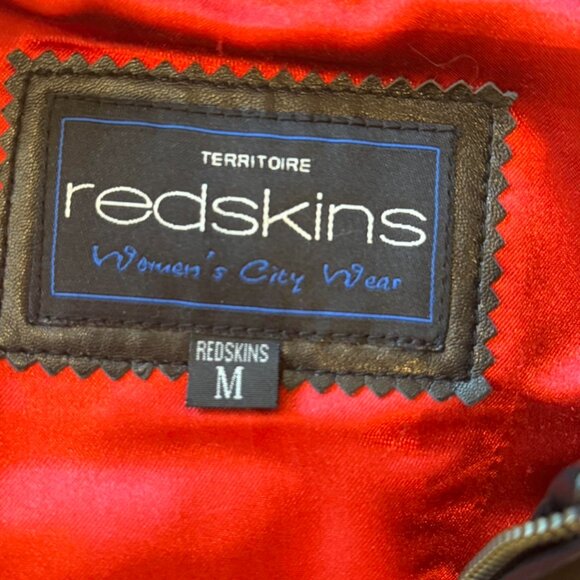 TERRITOIRE
redskins
Women's City Wear
REDSKINS
M